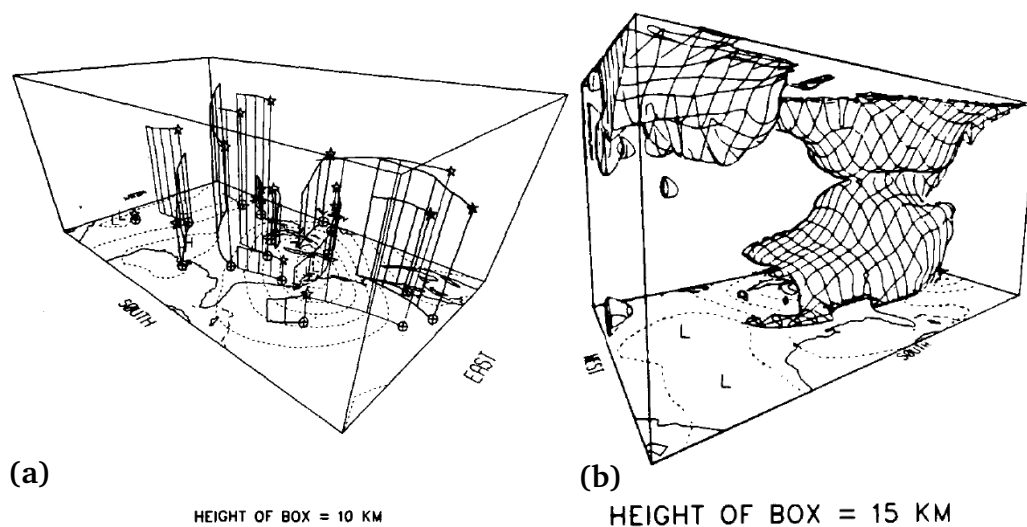 SOUTH
EAST
L
H
(a)
HEIGHT OF BOX = 10 KM
WEST
SOUTH
L
L
H
(b)
HEIGHT OF BOX = 15 KM